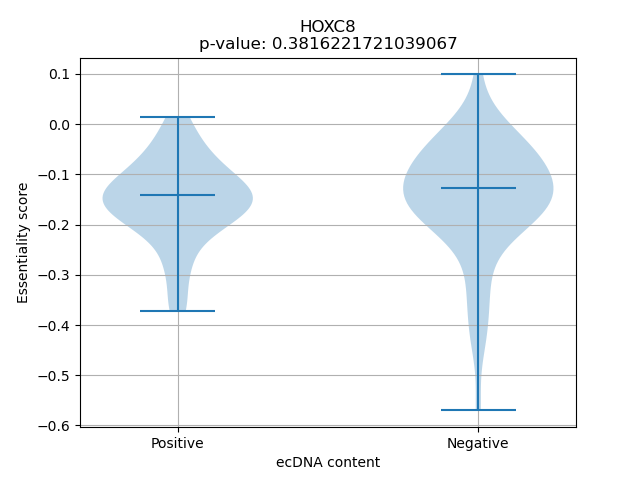 HOXC8
p-value: 0.3816221721039067
0.1
0.0
−0.1
−0.2
−0.3
−0.4
−0.5
−0.6
Essentiality score
Positive
Negative
ecDNA content